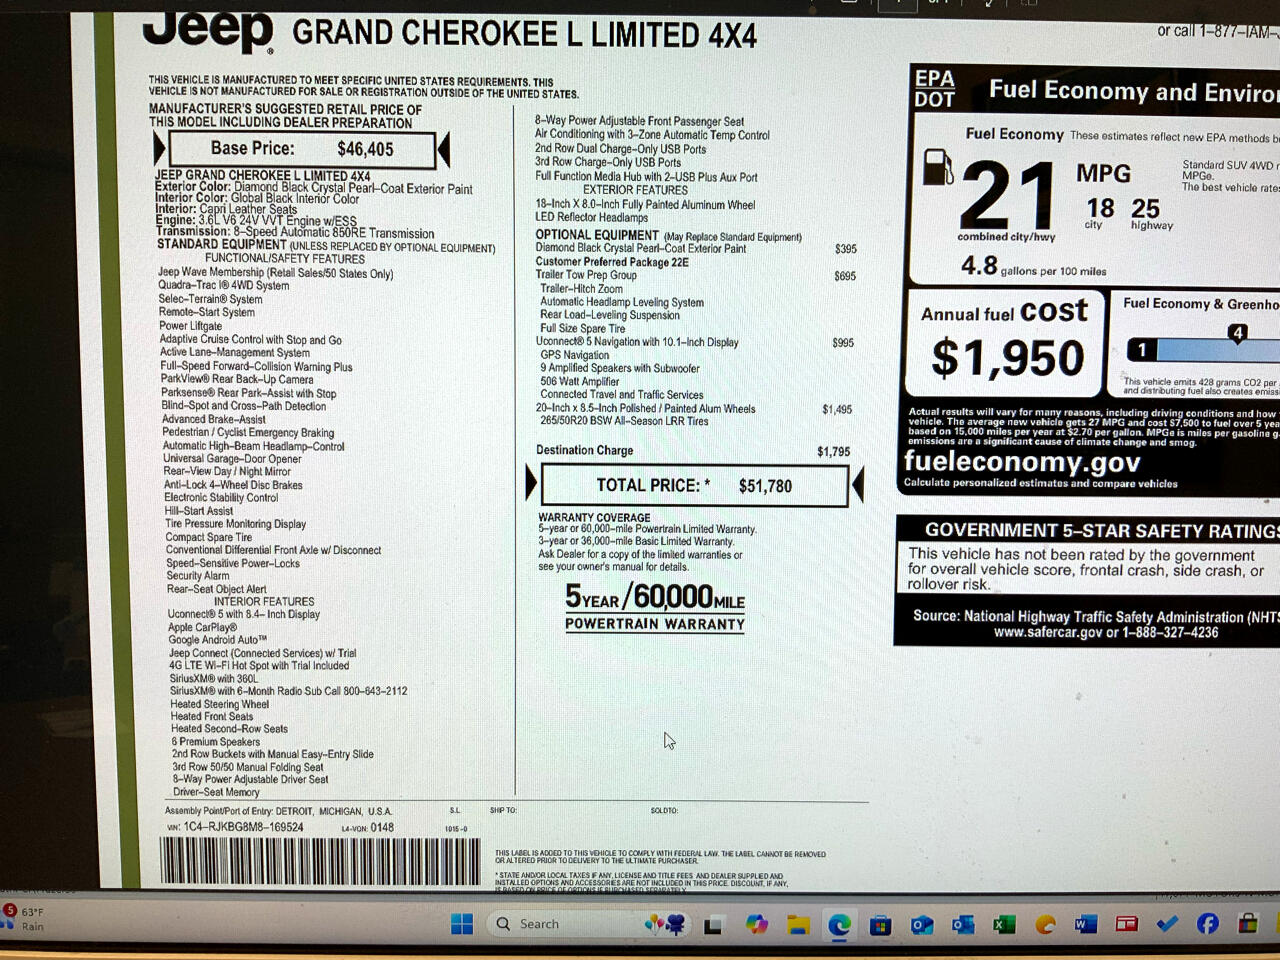 Jeep® GRAND CHEROKEE L LIMITED 4X4
or call 1–877–IAM–
THIS VEHICLE IS MANUFACTURED TO MEET SPECIFIC UNITED STATES REQUIREMENTS. THIS
VEHICLE IS NOT MANUFACTURED FOR SALE OR REGISTRATION OUTSIDE OF THE UNITED STATES.
MANUFACTURER'S SUGGESTED RETAIL PRICE OF
THIS MODEL INCLUDING DEALER PREPARATION
Base Price: $46,405
JEEP GRAND CHEROKEE L LIMITED 4X4
Exterior Color: Diamond Black Crystal Pearl–Coat Exterior Paint
Interior Color: Global Black Interior Color
Interior: Capri Leather Seats
Engine: 3.6L V6 24V VVT Engine w/ESS
Transmission: 8–Speed Automatic 850RE Transmission
STANDARD EQUIPMENT (UNLESS REPLACED BY OPTIONAL EQUIPMENT)
FUNCTIONAL/SAFETY FEATURES
Jeep Wave Membership (Retail Sales/50 States Only)
Quadra–Trac I® 4WD System
Selec–Terrain® System
Remote–Start System
Power Liftgate
Adaptive Cruise Control with Stop and Go
Active Lane–Management System
Full–Speed Forward–Collision Warning Plus
ParkView® Rear Back–Up Camera
Parksense® Rear Park–Assist with Stop
Blind–Spot and Cross–Path Detection
Advanced Brake–Assist
Pedestrian / Cyclist Emergency Braking
Automatic High–Beam Headlamp–Control
Universal Garage–Door Opener
Rear–View Day / Night Mirror
Anti–Lock 4–Wheel Disc Brakes
Electronic Stability Control
Hill–Start Assist
Tire Pressure Monitoring Display
Compact Spare Tire
Conventional Differential Front Axle w/ Disconnect
Speed–Sensitive Power–Locks
Security Alarm
Rear–Seat Object Alert
INTERIOR FEATURES
Uconnect® 5 with 8.4– Inch Display
Apple CarPlay®
Google Android Auto™
Jeep Connect (Connected Services) w/ Trial
4G LTE Wi–Fi Hot Spot with Trial Included
SiriusXM® with 360L
SiriusXM® with 6–Month Radio Sub Call 800–643–2112
Heated Steering Wheel
Heated Front Seats
Heated Second–Row Seats
6 Premium Speakers
2nd Row Buckets with Manual Easy–Entry Slide
3rd Row 50/50 Manual Folding Seat
8–Way Power Adjustable Driver Seat
Driver–Seat Memory
8–Way Power Adjustable Front Passenger Seat
Air Conditioning with 3–Zone Automatic Temp Control
2nd Row Dual Charge–Only USB Ports
3rd Row Charge–Only USB Ports
Full Function Media Hub with 2–USB Plus Aux Port
EXTERIOR FEATURES
18–Inch X 8.0–Inch Fully Painted Aluminum Wheel
LED Reflector Headlamps
OPTIONAL EQUIPMENT (May Replace Standard Equipment)
Diamond Black Crystal Pearl–Coat Exterior Paint $395
Customer Preferred Package 22E
Trailer Tow Prep Group $695
Trailer–Hitch Zoom
Automatic Headlamp Leveling System
Rear Load–Leveling Suspension
Full Size Spare Tire
Uconnect® 5 Navigation with 10.1–Inch Display $995
GPS Navigation
9 Amplified Speakers with Subwoofer
506 Watt Amplifier
Connected Travel and Traffic Services
20–Inch x 8.5–Inch Polished / Painted Alum Wheels $1,495
265/50R20 BSW All–Season LRR Tires
Destination Charge $1,795
TOTAL PRICE: * $51,780
WARRANTY COVERAGE
5–year or 60,000–mile Powertrain Limited Warranty.
3–year or 36,000–mile Basic Limited Warranty.
Ask Dealer for a copy of the limited warranties or
see your owner's manual for details.
5YEAR/60,000MILE
POWERTRAIN WARRANTY
EPA
DOT
Fuel Economy and Environ
Fuel Economy These estimates reflect new EPA methods b
21 MPG
18 25
city highway
combined city/hwy
4.8 gallons per 100 miles
Standard SUV 4WD r
MPGe.
The best vehicle rate
Annual fuel cost
$1,950
Fuel Economy & Greenho
1
4
This vehicle emits 428 grams CO2 per
and distributing fuel also creates emiss
Actual results will vary for many reasons, including driving conditions and how
vehicle. The average new vehicle gets 27 MPG and cost $7,500 to fuel over 5 yea
based on 15,000 miles per year at $2.70 per gallon. MPGe is miles per gasoline g
emissions are a significant cause of climate change and smog.
fueleconomy.gov
Calculate personalized estimates and compare vehicles
GOVERNMENT 5–STAR SAFETY RATINGS
This vehicle has not been rated by the government
for overall vehicle score, frontal crash, side crash, or
rollover risk.
Source: National Highway Traffic Safety Administration (NHTS
www.safercar.gov or 1–888–327–4236
Assembly Point/Port of Entry: DETROIT, MICHIGAN, U.S.A.
S.L
SHIP TO:
SOLD TO:
VIN: 1C4–RJKBG8M8–169524
L4-VON: 0148
1015-0
THIS LABEL IS ADDED TO THIS VEHICLE TO COMPLY WITH FEDERAL LAW. THE LABEL CANNOT BE REMOVED
OR ALTERED PRIOR TO DELIVERY TO THE ULTIMATE PURCHASER.
* STATE AND/OR LOCAL TAXES IF ANY, LICENSE AND TITLE FEES AND DEALER SUPPLIED AND
INSTALLED OPTIONS AND ACCESSORIES ARE NOT INCLUDED IN THIS PRICE. DISCOUNT, IF ANY,
IS BASED ON PRICE OF OPTIONS IF PURCHASED SEPARATELY.
5
63°F
Rain
Search